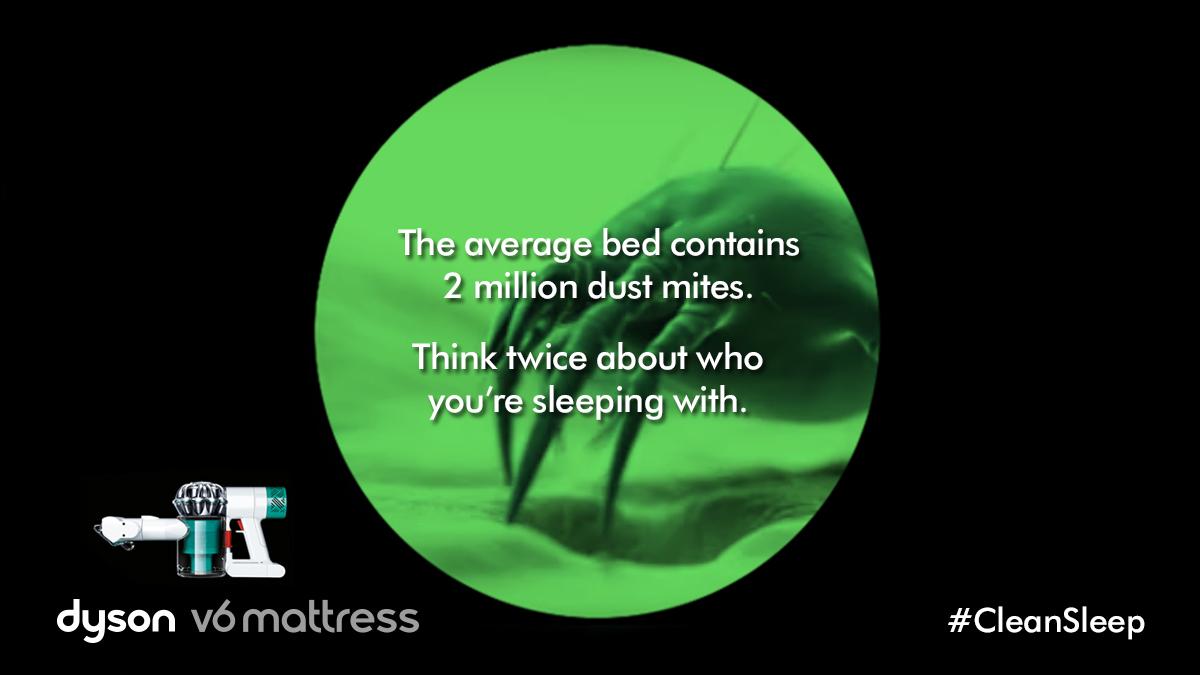 The average bed contains
2 million dust mites.
Think twice about who
you're sleeping with.
dyson v6 mattress
#CleanSleep